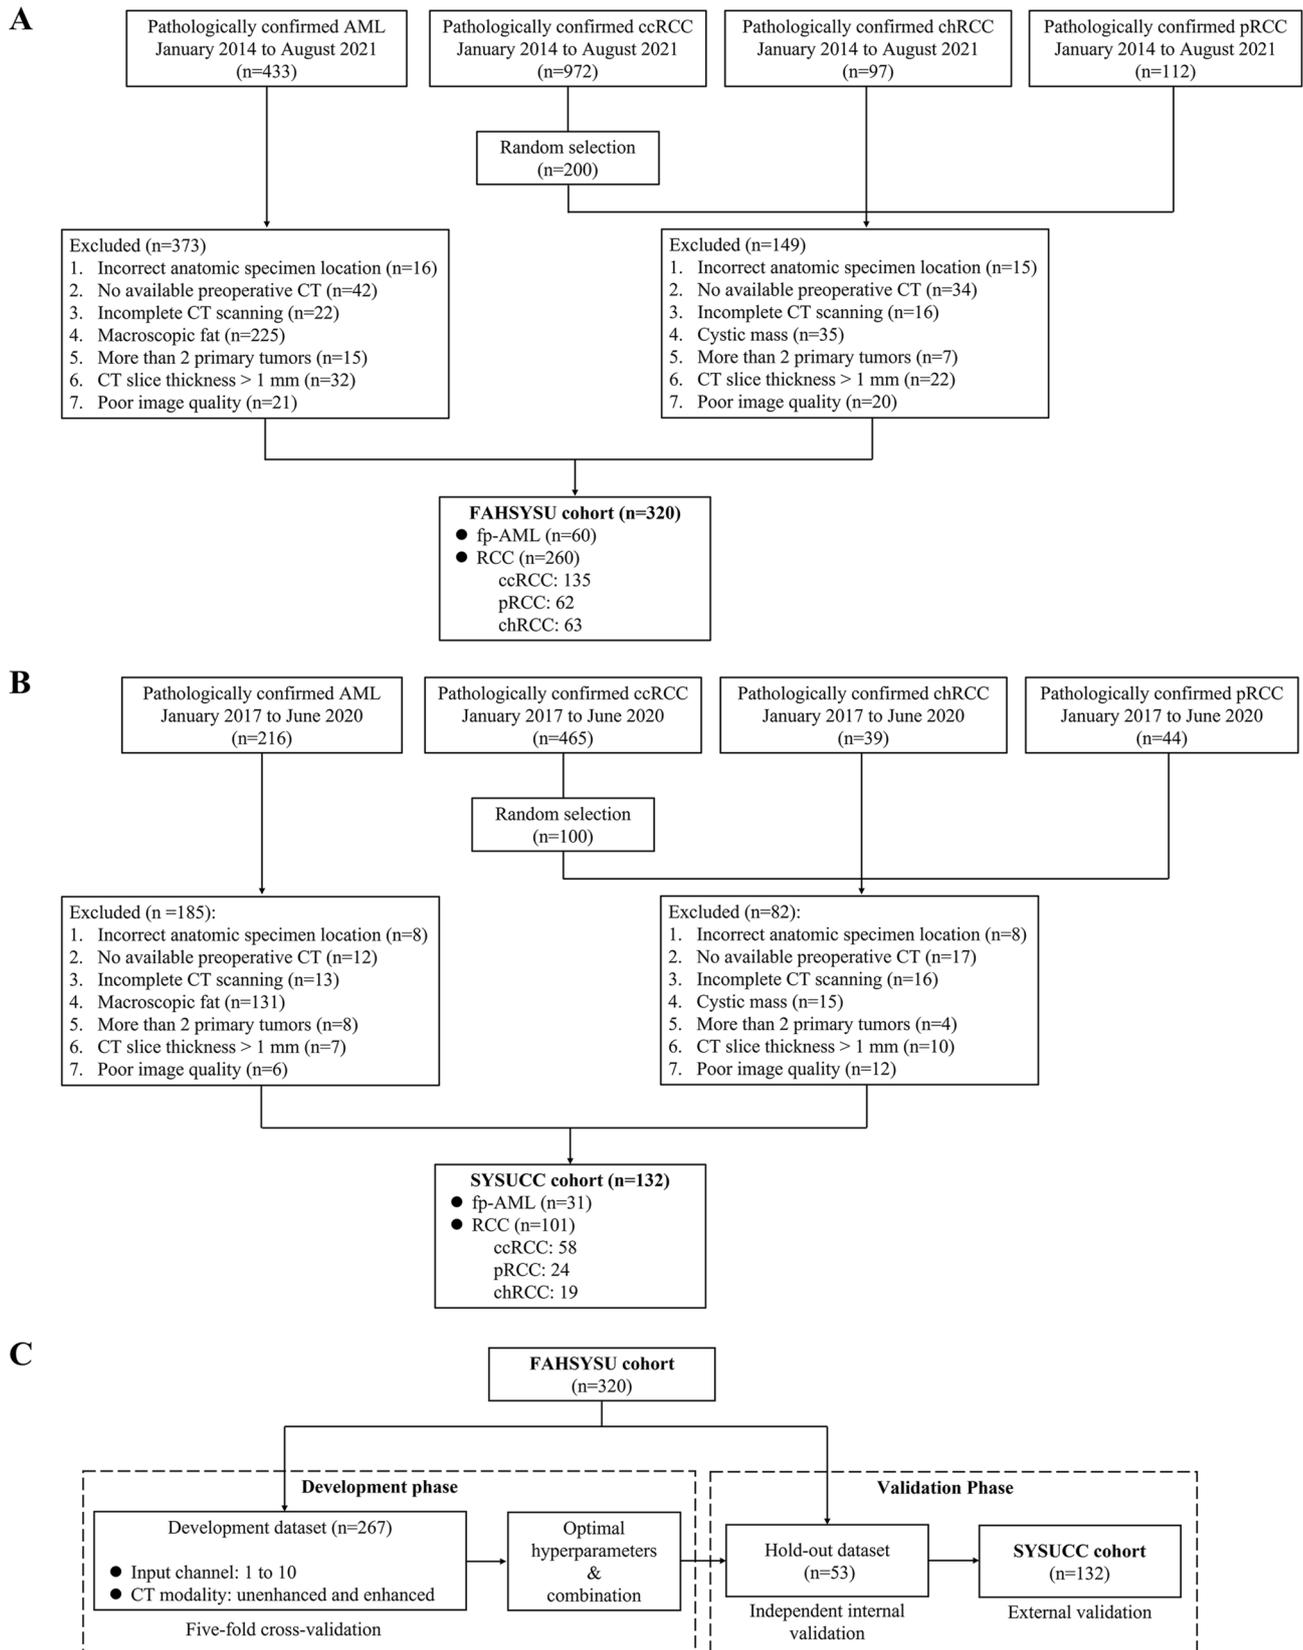 A
Pathologically confirmed AML
January 2014 to August 2021
(n=433)
Pathologically confirmed ccRCC
January 2014 to August 2021
(n=972)
Pathologically confirmed chRCC
January 2014 to August 2021
(n=97)
Pathologically confirmed pRCC
January 2014 to August 2021
(n=112)
Random selection
(n=200)
Excluded (n=373)
1. Incorrect anatomic specimen location (n=16)
2. No available preoperative CT (n=42)
3. Incomplete CT scanning (n=22)
4. Macroscopic fat (n=225)
5. More than 2 primary tumors (n=15)
6. CT slice thickness > 1 mm (n=32)
7. Poor image quality (n=21)
Excluded (n=149)
1. Incorrect anatomic specimen location (n=15)
2. No available preoperative CT (n=34)
3. Incomplete CT scanning (n=16)
4. Cystic mass (n=35)
5. More than 2 primary tumors (n=7)
6. CT slice thickness > 1 mm (n=22)
7. Poor image quality (n=20)
FAHSYSU cohort (n=320)
● fp-AML (n=60)
● RCC (n=260)
ccRCC: 135
pRCC: 62
chRCC: 63
B
Pathologically confirmed AML
January 2017 to June 2020
(n=216)
Pathologically confirmed ccRCC
January 2017 to June 2020
(n=465)
Pathologically confirmed chRCC
January 2017 to June 2020
(n=39)
Pathologically confirmed pRCC
January 2017 to June 2020
(n=44)
Random selection
(n=100)
Excluded (n =185):
1. Incorrect anatomic specimen location (n=8)
2. No available preoperative CT (n=12)
3. Incomplete CT scanning (n=13)
4. Macroscopic fat (n=131)
5. More than 2 primary tumors (n=8)
6. CT slice thickness > 1 mm (n=7)
7. Poor image quality (n=6)
Excluded (n=82):
1. Incorrect anatomic specimen location (n=8)
2. No available preoperative CT (n=17)
3. Incomplete CT scanning (n=16)
4. Cystic mass (n=15)
5. More than 2 primary tumors (n=4)
6. CT slice thickness > 1 mm (n=10)
7. Poor image quality (n=12)
SYSUCC cohort (n=132)
● fp-AML (n=31)
● RCC (n=101)
ccRCC: 58
pRCC: 24
chRCC: 19
C
FAHSYSU cohort
(n=320)
Development phase
Development dataset (n=267)
● Input channel: 1 to 10
● CT modality: unenhanced and enhanced
Five-fold cross-validation
Optimal
hyperparameters
&
combination
Validation Phase
Hold-out dataset
(n=53)
Independent internal
validation
SYSUCC cohort
(n=132)
External validation